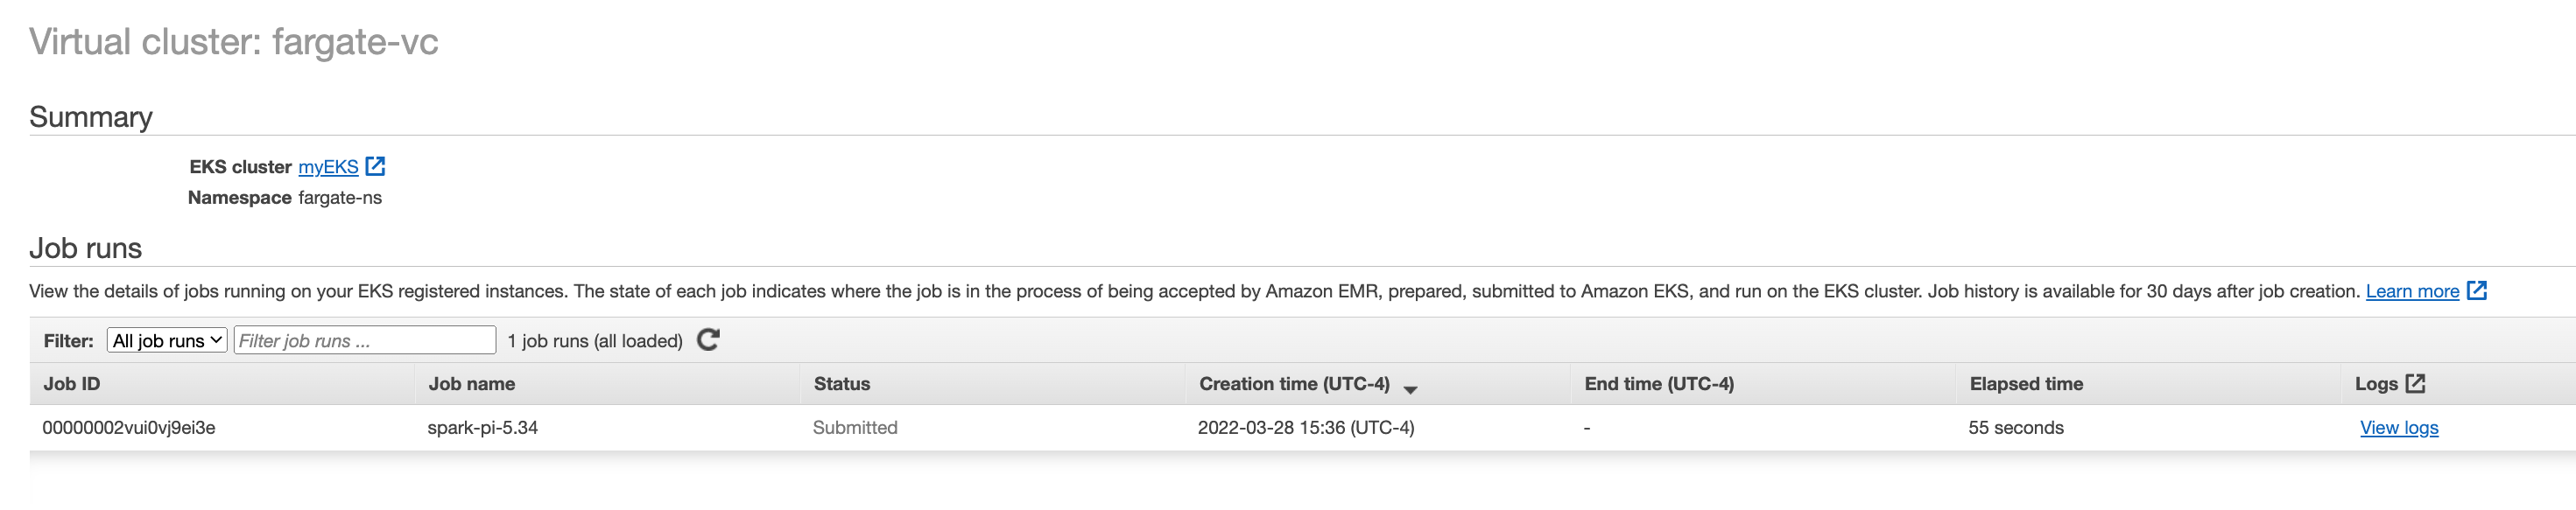 Virtual cluster: fargate-vc
Summary
EKS cluster myEKS
Namespace fargate-ns
Job runs
View the details of jobs running on your EKS registered instances. The state of each job indicates where the job is in the process of being accepted by Amazon EMR, prepared, submitted to Amazon EKS, and run on the EKS cluster. Job history is available for 30 days after job creation. Learn more
Filter: All job runs Filter job runs ... 1 job runs (all loaded)
Job ID Job name Status Creation time (UTC-4) End time (UTC-4) Elapsed time Logs
00000002vui0vj9ei3e spark-pi-5.34 Submitted 2022-03-28 15:36 (UTC-4) - 55 seconds View logs